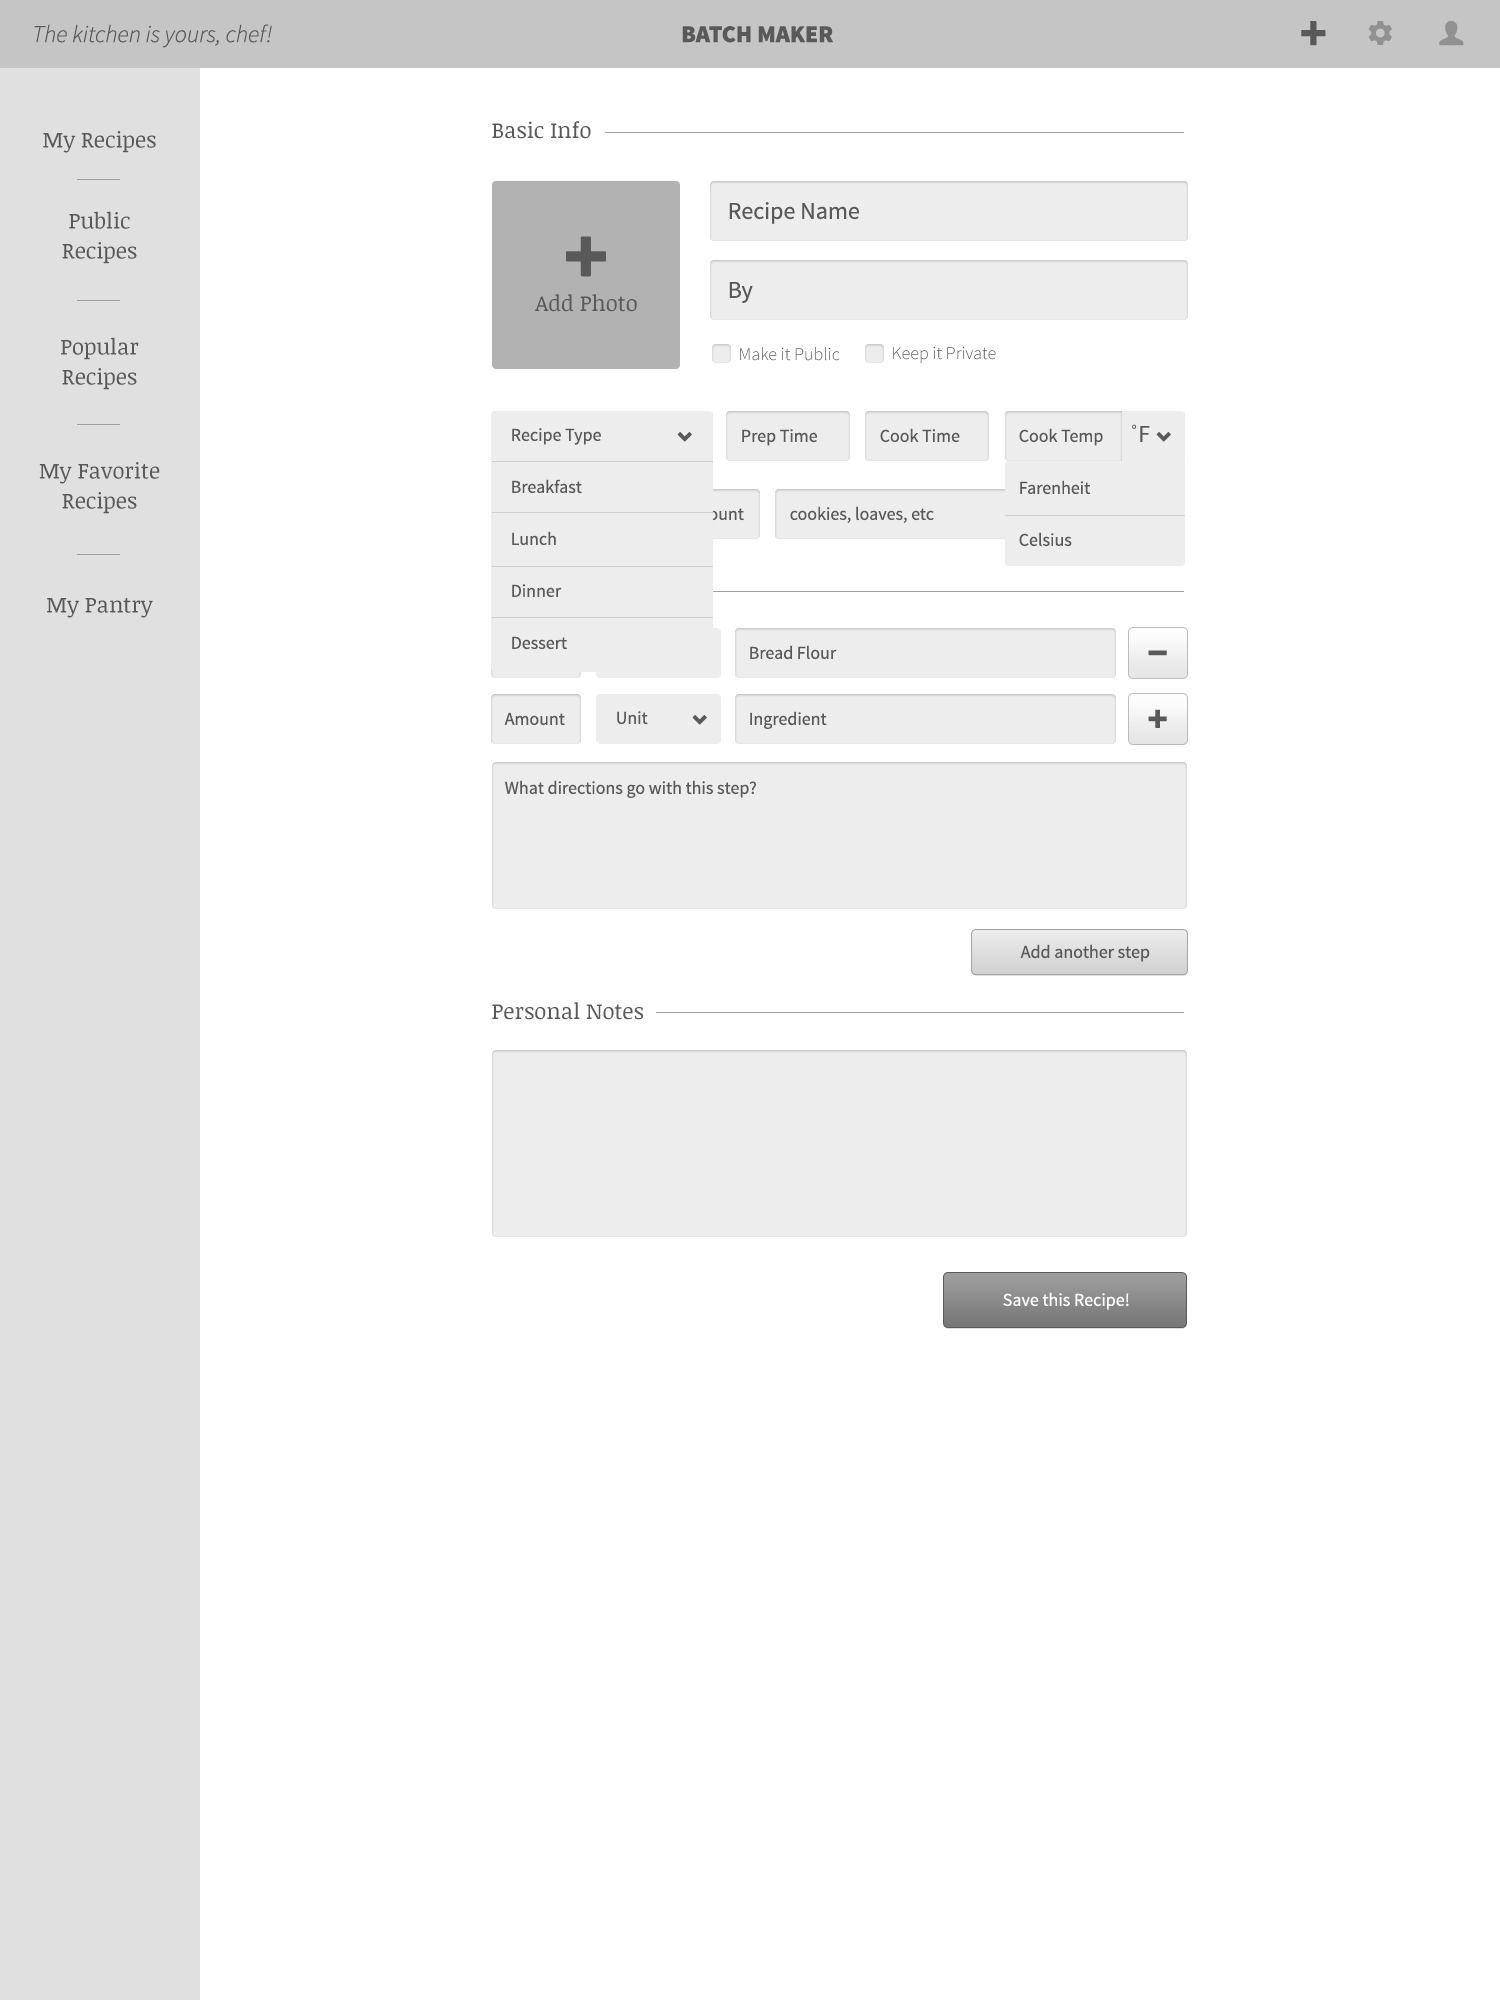 The kitchen is yours, chef!
BATCH MAKER
My Recipes
Public
Recipes
Popular
Recipes
My Favorite
Recipes
My Pantry
Basic Info
Add Photo
Recipe Name
By
Make it Public
Keep it Private
Recipe Type
Prep Time
Cook Time
Cook Temp
°F
Breakfast
Lunch
Dinner
Dessert
Farenheit
Celsius
cookies, loaves, etc
Bread Flour
Amount
Unit
Ingredient
What directions go with this step?
Add another step
Personal Notes
Save this Recipe!